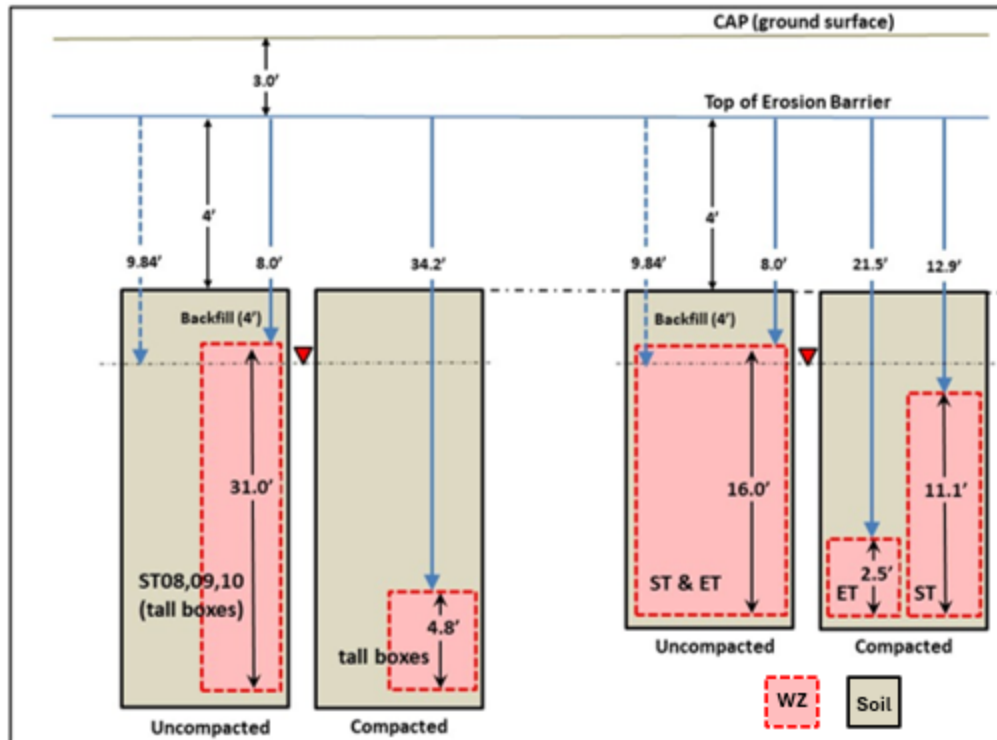 CAP (ground surface)
3.0’
Top of Erosion Barrier
4’
4’
9.84’
8.0’
34.2’
9.84’
8.0’
21.5’
12.9’
Backfill (4’)
Backfill (4’)
31.0’
16.0’
11.1’
ST08,09,10
(tall boxes)
ST & ET
2.5’
ET
ST
4.8’
tall boxes
Uncompacted
Compacted
Uncompacted
Compacted
WZ
Soil